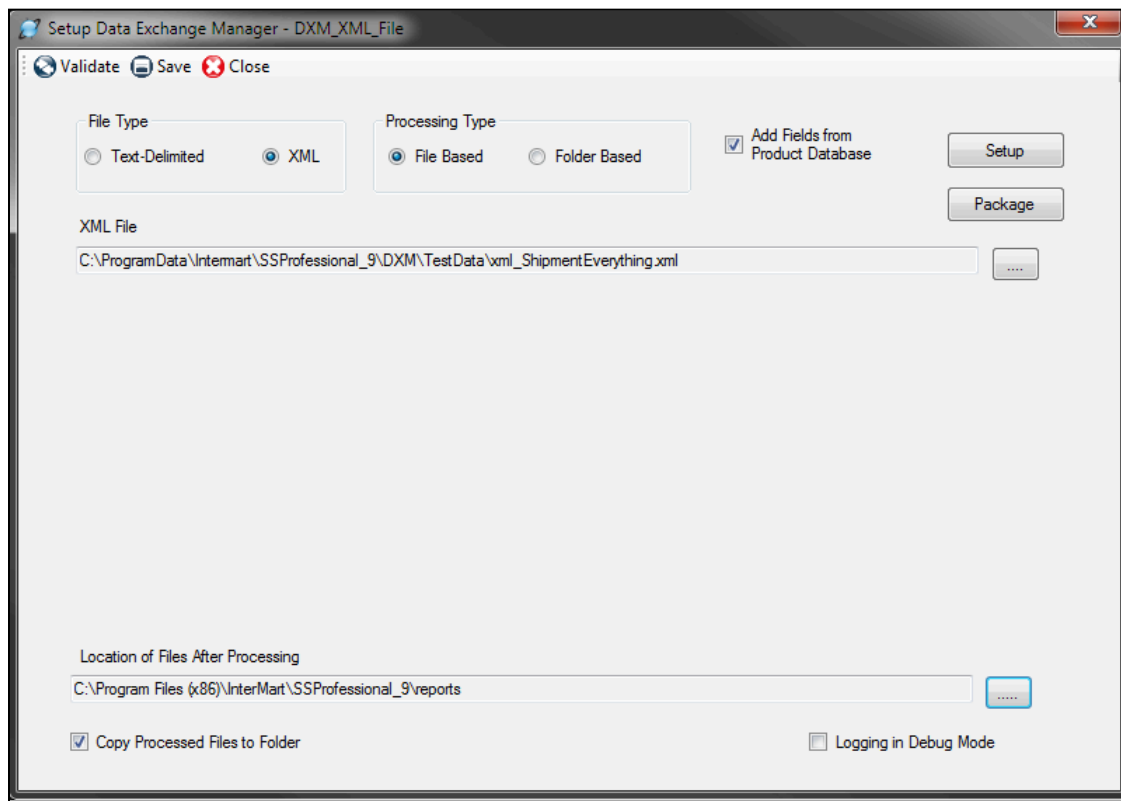 Setup Data Exchange Manager - DXM_XML_File
Validate Save Close
File Type
Text-Delimited XML
Processing Type
File Based Folder Based
Add Fields from
Product Database
Setup
Package
XML File
C:\ProgramData\Intermart\SSProfessional_9\DXM\TestData\xml_ShipmentEverything.xml
....
Location of Files After Processing
C:\Program Files (x86)\InterMart\SSProfessional_9\reports
.....
Copy Processed Files to Folder
Logging in Debug Mode